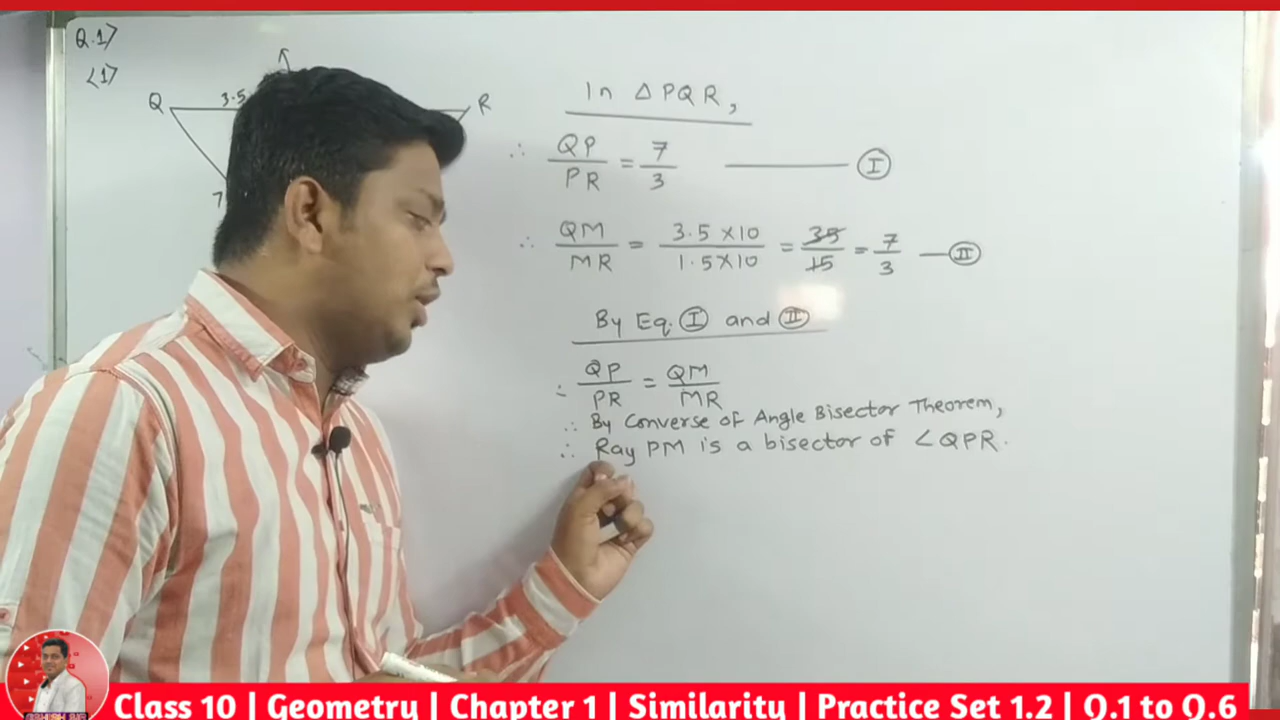 Q.1>
<1>
Q 3.5 R
7
In △PQR,
∴ QP/PR = 7/3 ——— (I)
∴ QM/MR = 3.5×10/1.5×10 = 35/15 = 7/3 —(II)
By Eq. (I) and (II)
∴ QP/PR = QM/MR
∴ By Converse of Angle Bisector Theorem,
∴ Ray PM is a bisector of ∠QPR.
Class 10 | Geometry | Chapter 1 | Similarity | Practice Set 1.2 | Q.1 to Q.6